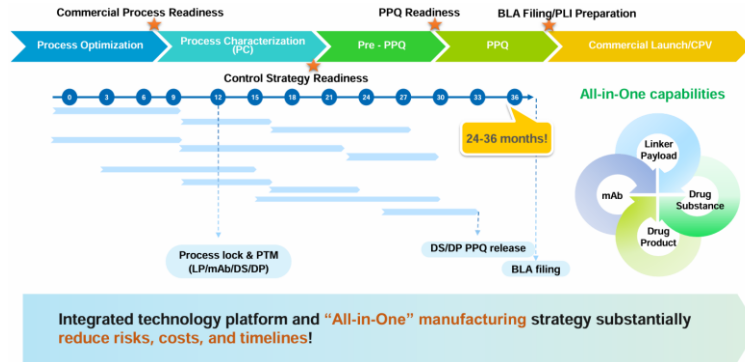 Commercial Process Readiness
PPQ Readiness
BLA Filing/PLI Preparation
Process Optimization
Process Characterization
(PC)
Pre - PPQ
PPQ
Commercial Launch/CPV
Control Strategy Readiness
0 3 6 9 12 15 18 21 24 27 30 33 36
24-36 months!
All-in-One capabilities
Linker
Payload
mAb
Drug
Substance
Drug
Product
Process lock & PTM
(LP/mAb/DS/DP)
DS/DP PPQ release
BLA filing
Integrated technology platform and “All-in-One” manufacturing strategy substantially
reduce risks, costs, and timelines!